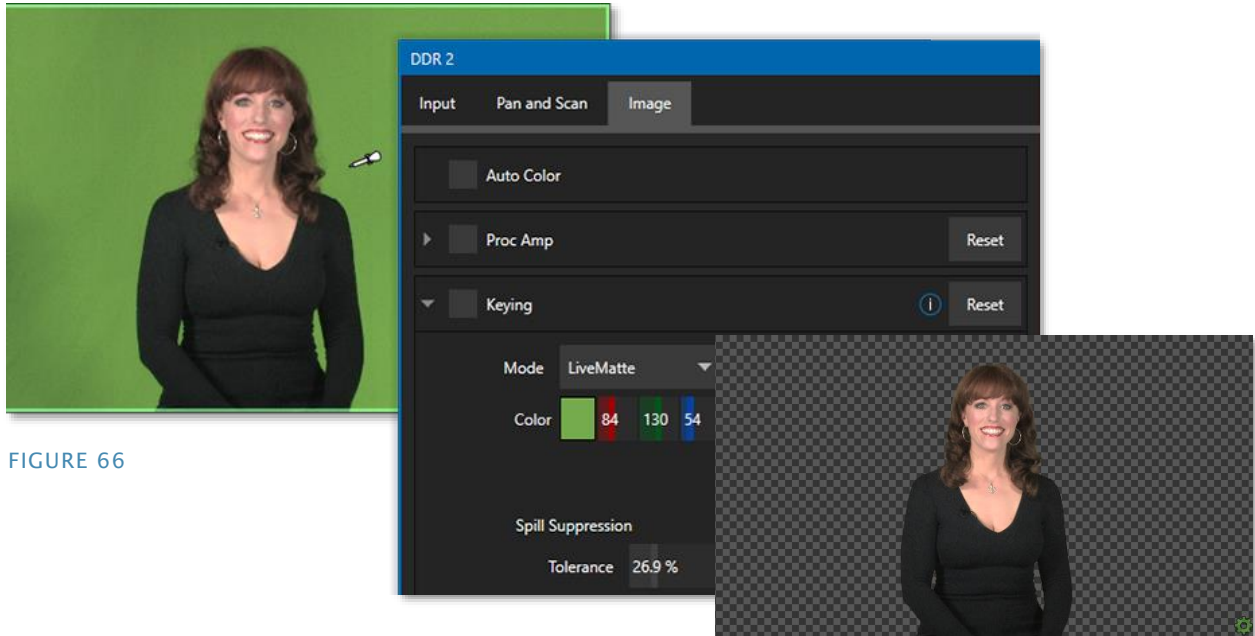 DDR 2
Input Pan and Scan Image
Auto Color
Proc Amp Reset
Keying i Reset
Mode LiveMatte
Color 84 130 54
FIGURE 66
Spill Suppression
Tolerance 26.9 %